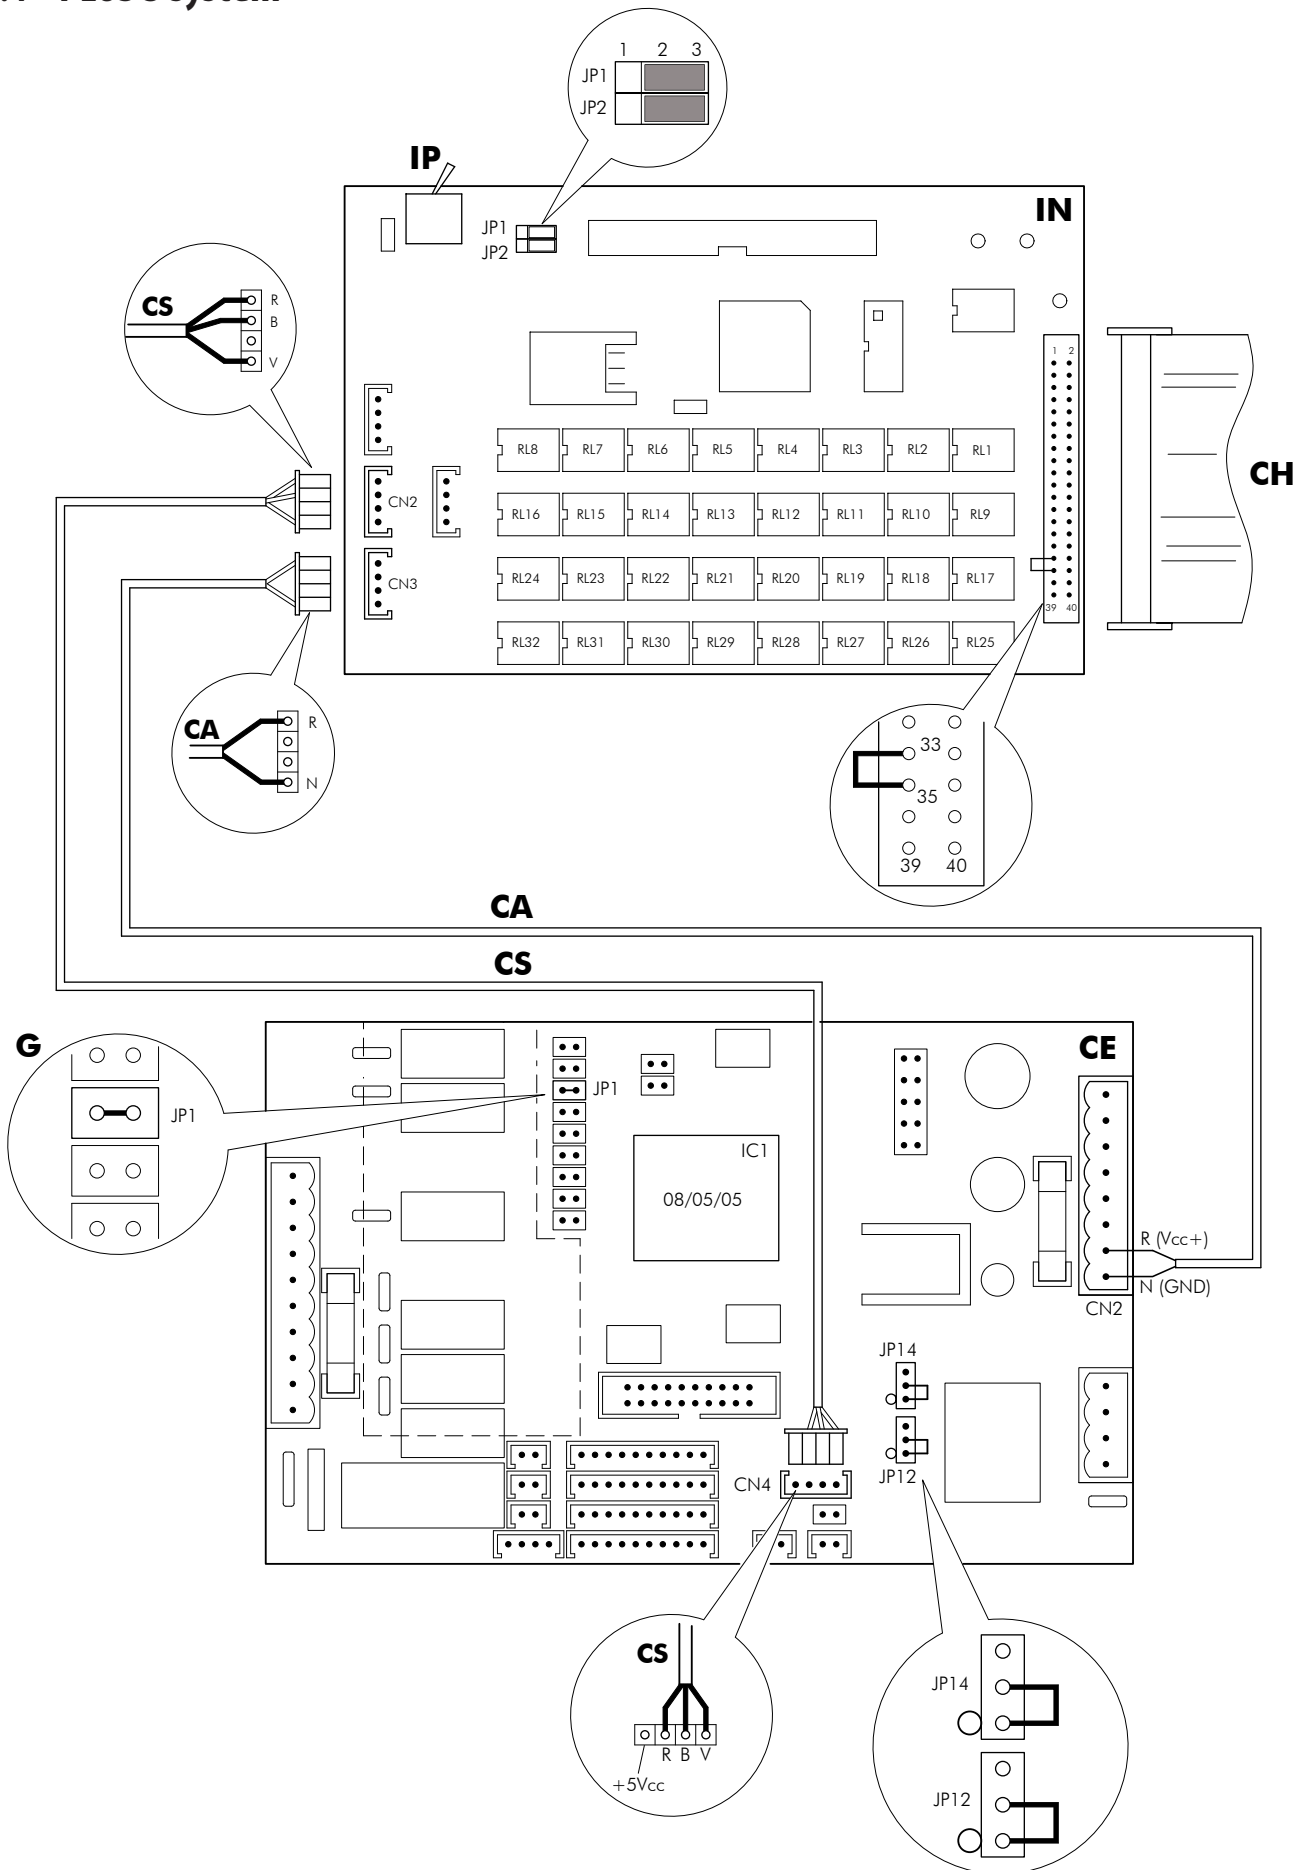 System
1 2 3
JP1
JP2
IP
IN
JP1
JP2
CS
R
B
V
1 2
CH
RL8 RL7 RL6 RL5 RL4 RL3 RL2 RL1
CN2
RL16 RL15 RL14 RL13 RL12 RL11 RL10 RL9
CN3
RL24 RL23 RL22 RL21 RL20 RL19 RL18 RL17
39 40
RL32 RL31 RL30 RL29 RL28 RL27 RL26 RL25
CA
R
N
33
35
39 40
CA
CS
G
JP1
CE
JP1
IC1
08/05/05
R (Vcc+)
N (GND)
CN2
JP14
JP12
CN4
CS
R B V
+5Vcc
JP14
JP12